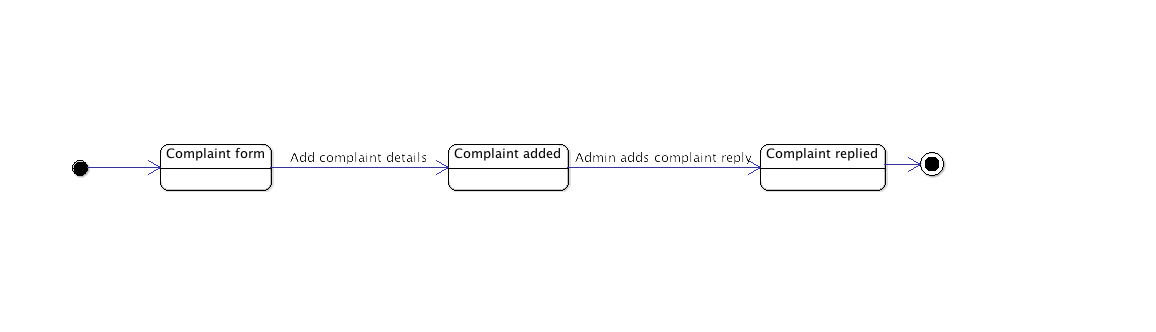 Complaint form
Add complaint details
Complaint added
Admin adds complaint reply
Complaint replied